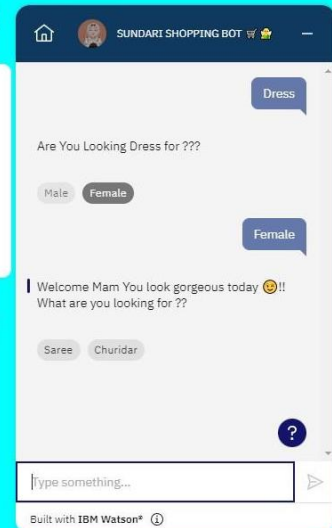 SUNDARI SHOPPING BOT 🛒 👷
Dress
Are You Looking Dress for ???
Male Female
Female
Welcome Mam You look gorgeous today 😉!!
What are you looking for ??
Saree Churidar
?
Type something...
Built with IBM Watson® ⓘ